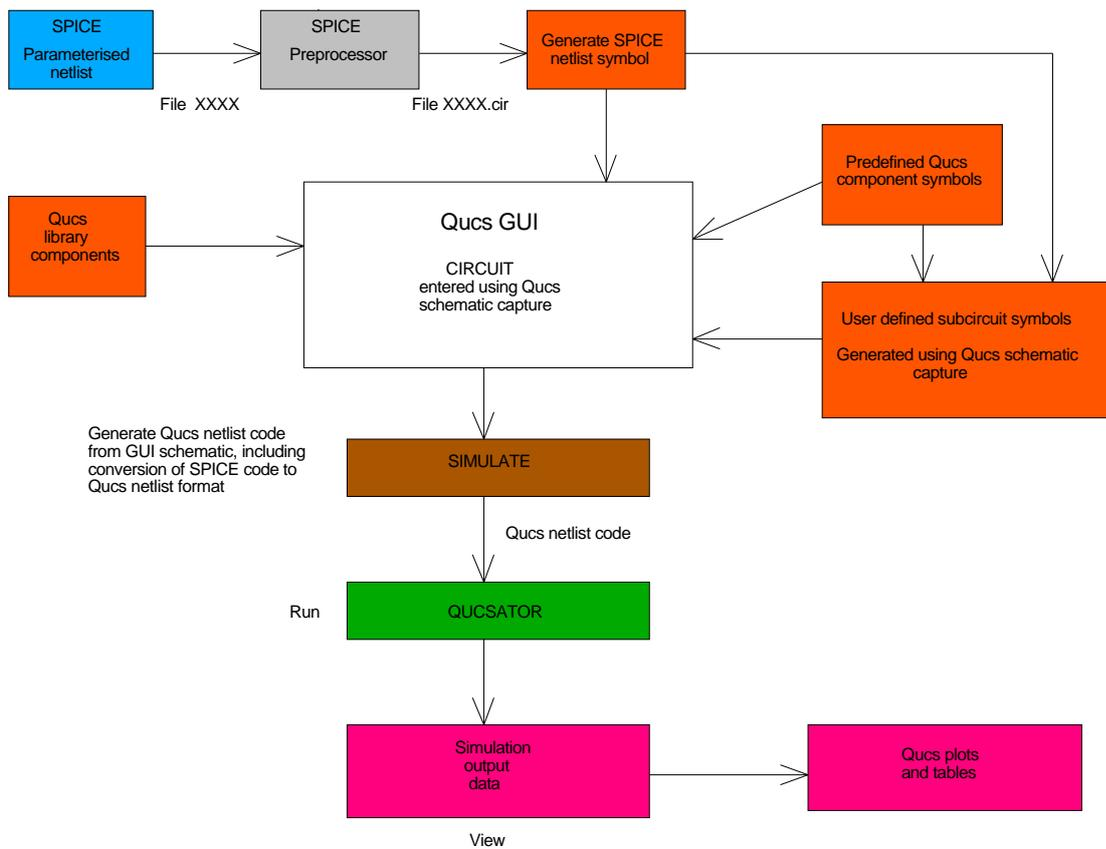 SPICE
Parameterised
netlist
SPICE
Preprocessor
Generate SPICE
netlist symbol
File XXXX
File XXXX.cir
Predefined Qucs
component symbols
Qucs
library
components
Qucs GUI
CIRCUIT
entered using Qucs
schematic capture
User defined subcircuit symbols
Generated using Qucs schematic
capture
Generate Qucs netlist code
from GUI schematic, including
conversion of SPICE code to
Qucs netlist format
SIMULATE
Qucs netlist code
Run
QUCSATOR
Simulation
output
data
Qucs plots
and tables
View